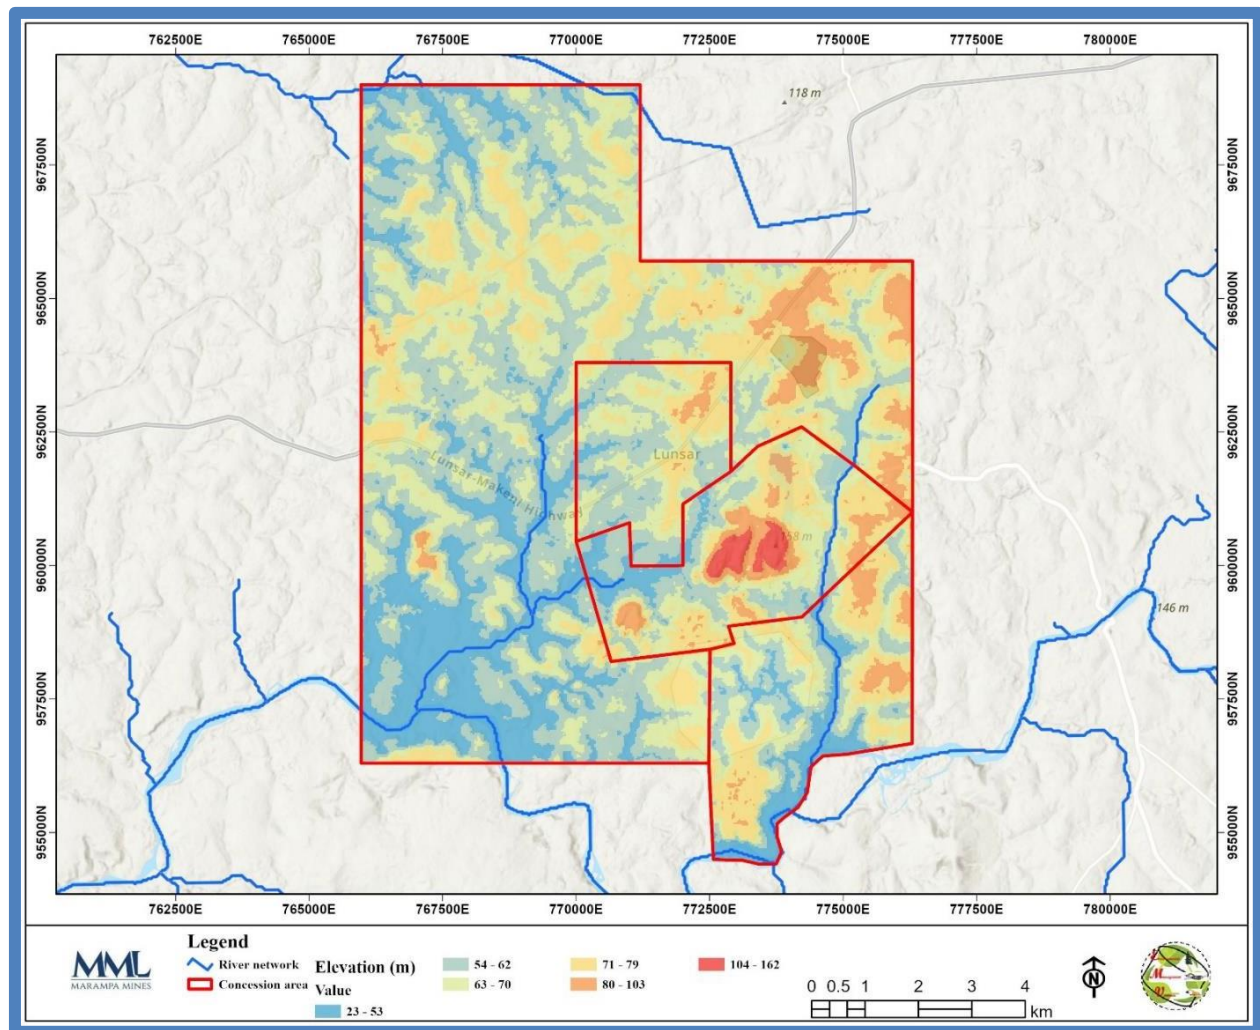 762500E 765000E 767500E 770000E 772500E 775000E 777500E 780000E
118 m
967500N 967500N
965000N 965000N
962500N 962500N
Lunsar
Lunsar-Makeni Highway
158 m
960000N 960000N
146 m
957500N 957500N
955000N 955000N
762500E 765000E 767500E 770000E 772500E 775000E 777500E 780000E
Legend
River network
Concession area
Elevation (m)
Value
23 - 53
54 - 62
63 - 70
71 - 79
80 - 103
104 - 162
MML
MARAMPA MINES
0 0.5 1 2 3 4
km
N